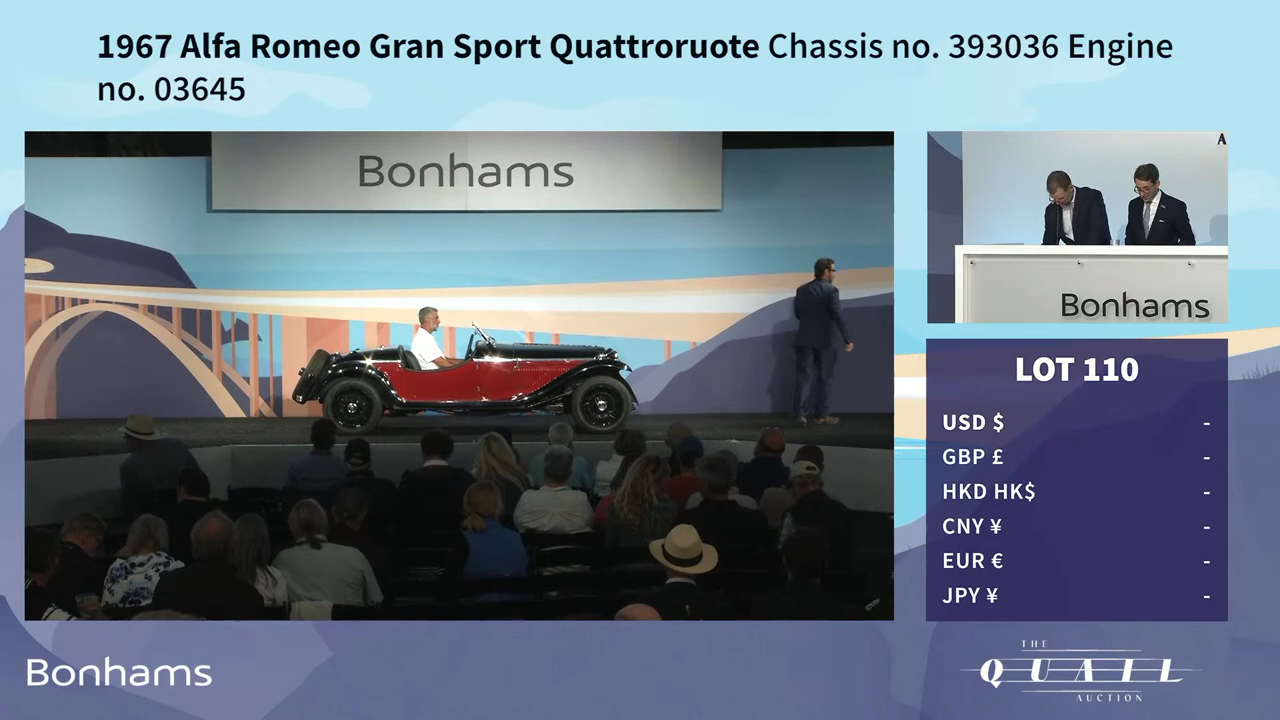 1967 Alfa Romeo Gran Sport Quattroruote Chassis no. 393036 Engine
no. 03645
Bonhams
A
Bonhams
LOT 110
USD $ -
GBP £ -
HKD HK$ -
CNY ¥ -
EUR € -
JPY ¥ -
Bonhams
THE
QUAIL
AUCTION